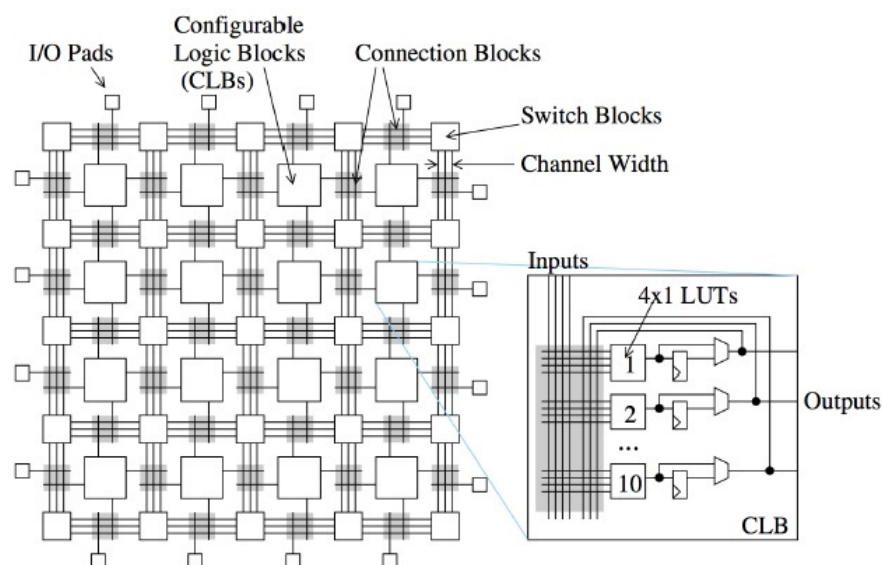 Configurable
Logic Blocks
(CLBs)
I/O Pads
Connection Blocks
Switch Blocks
Channel Width
Inputs
4x1 LUTs
1
2
...
10
Outputs
CLB